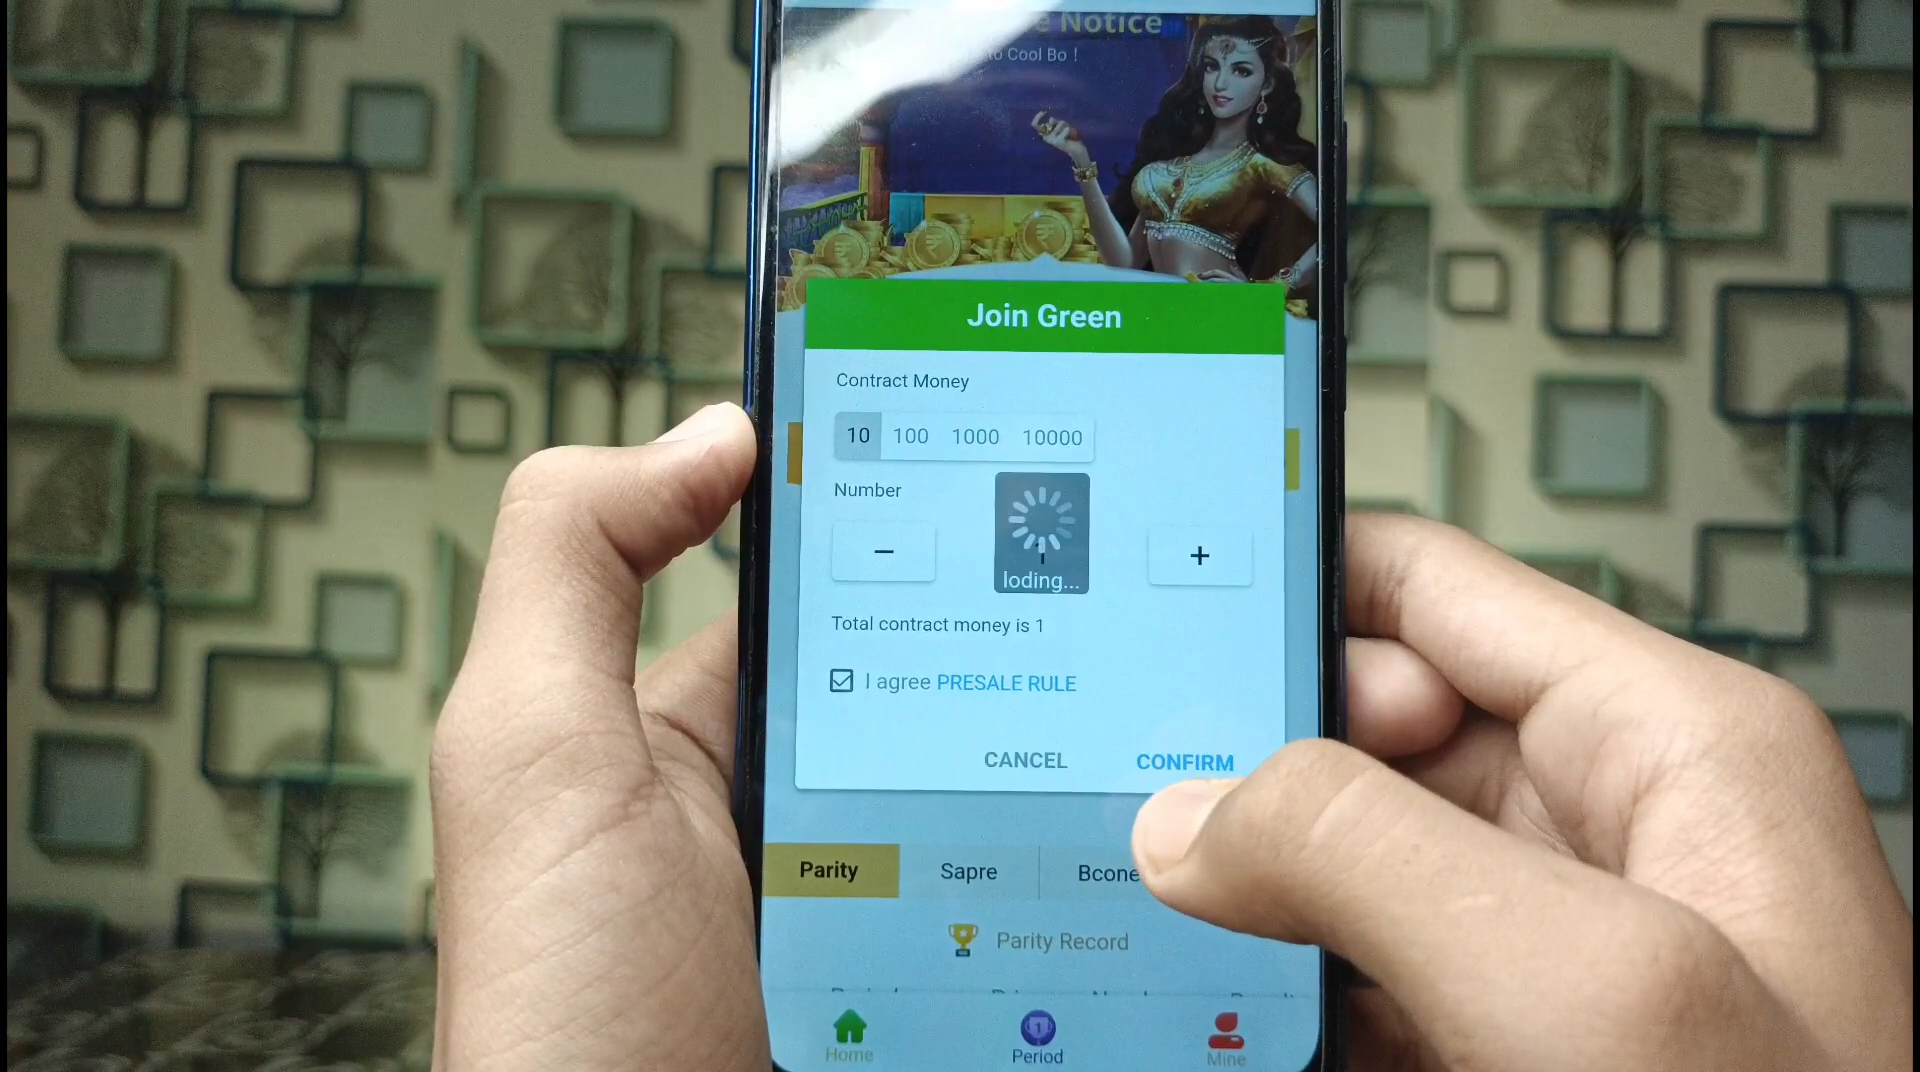 Notice
to Cool Bo !
Join Green
Contract Money
10 100 1000 10000
Number
− +
loding...
Total contract money is 1
I agree PRESALE RULE
CANCEL CONFIRM
Parity Sapre Bcone
Parity Record
Home Period Mine